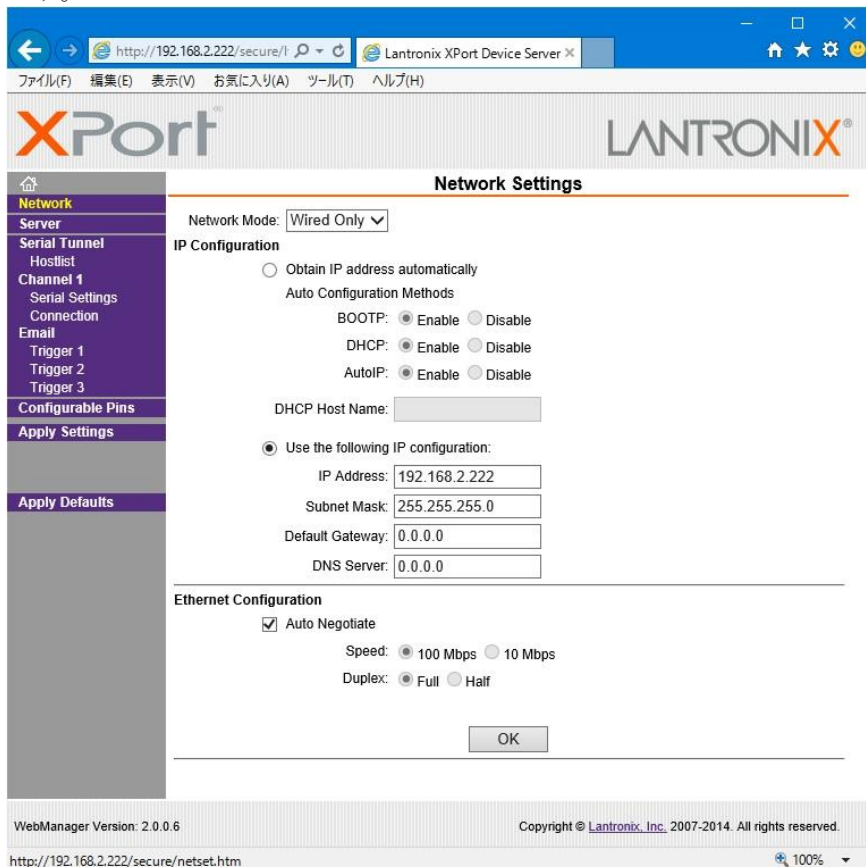 http://192.168.2.222/secure/
Lantronix XPort Device Server
ファイル(F) 編集(E) 表示(V) お気に入り(A) ツール(T) ヘルプ(H)
XPort®
LANTRONIX®
Network
Server
Serial Tunnel
Hostlist
Channel 1
Serial Settings
Connection
Email
Trigger 1
Trigger 2
Trigger 3
Configurable Pins
Apply Settings
Apply Defaults
Network Settings
Network Mode: Wired Only
IP Configuration
Obtain IP address automatically
Auto Configuration Methods
BOOTP: Enable Disable
DHCP: Enable Disable
AutoIP: Enable Disable
DHCP Host Name:
Use the following IP configuration:
IP Address: 192.168.2.222
Subnet Mask: 255.255.255.0
Default Gateway: 0.0.0.0
DNS Server: 0.0.0.0
Ethernet Configuration
Auto Negotiate
Speed: 100 Mbps 10 Mbps
Duplex: Full Half
OK
WebManager Version: 2.0.0.6
Copyright © Lantronix, Inc. 2007-2014. All rights reserved.
http://192.168.2.222/secure/netset.htm
100%